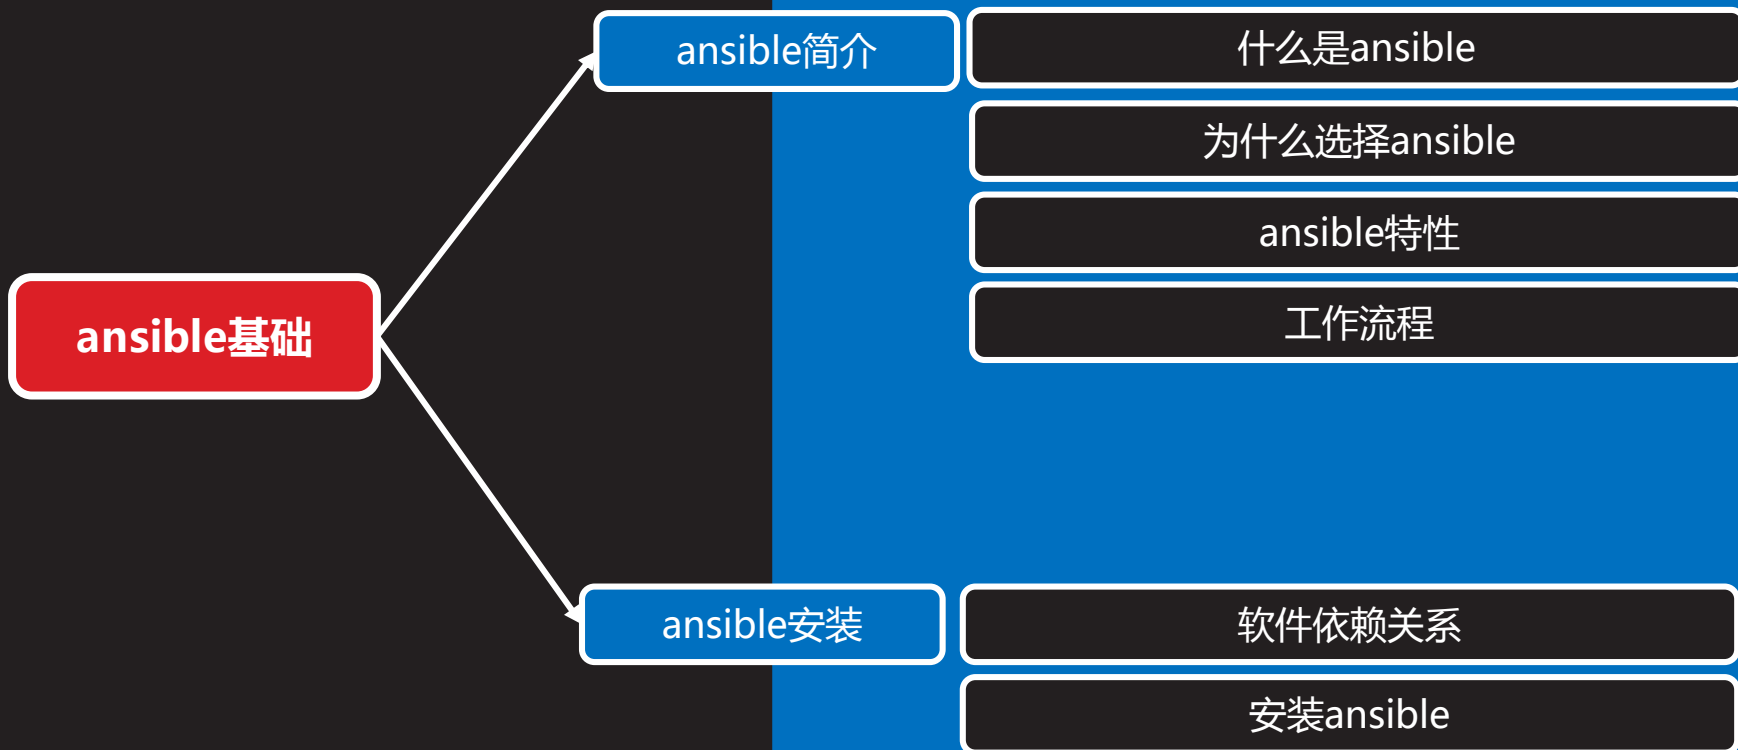 ansible基础
ansible简介
什么是ansible
为什么选择ansible
ansible特性
工作流程
ansible安装
软件依赖关系
安装ansible